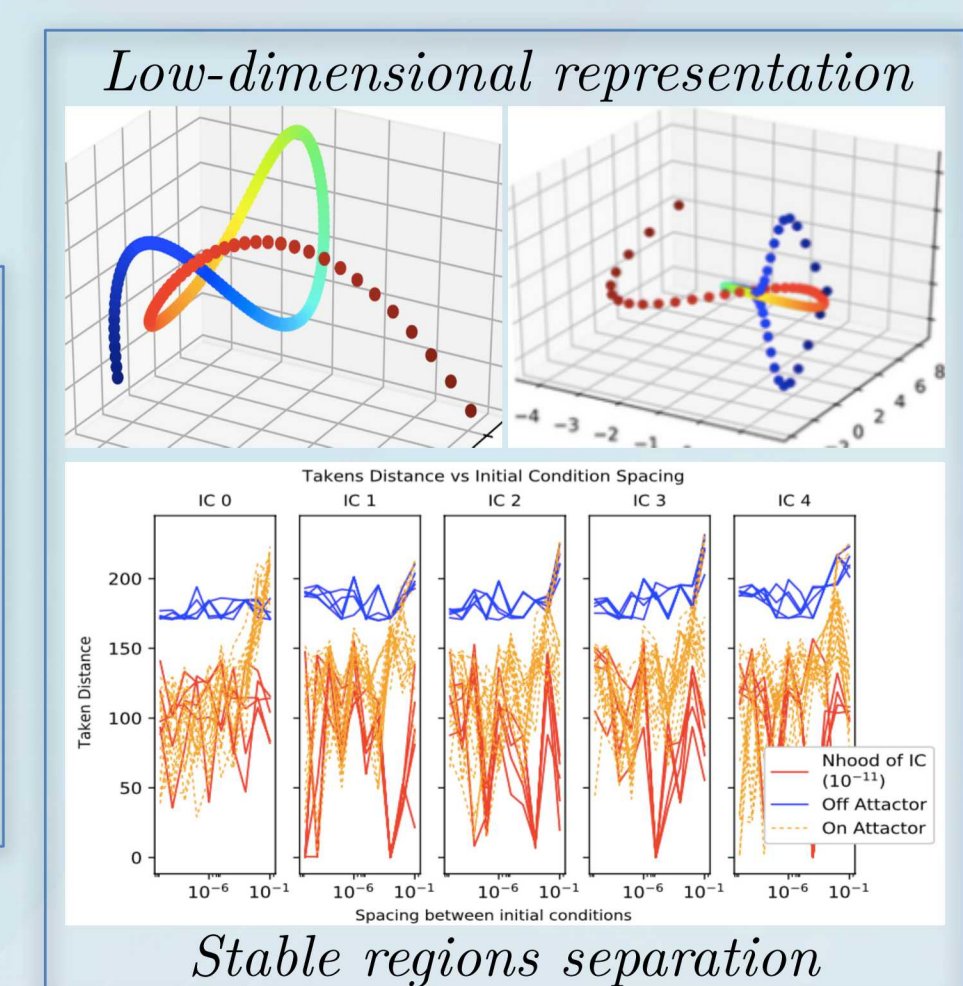 Low-dimensional representation
−4
−3
−2
−1
0
2
4
6
8
Takens Distance vs Initial Condition Spacing
IC 0 IC 1 IC 2 IC 3 IC 4
Taken Distance
200
150
100
50
0
Nhood of IC
(10⁻¹¹)
Off Attactor
On Attactor
10⁻⁶ 10⁻¹ 10⁻⁶ 10⁻¹ 10⁻⁶ 10⁻¹ 10⁻⁶ 10⁻¹ 10⁻⁶ 10⁻¹
Spacing between initial conditions
Stable regions separation